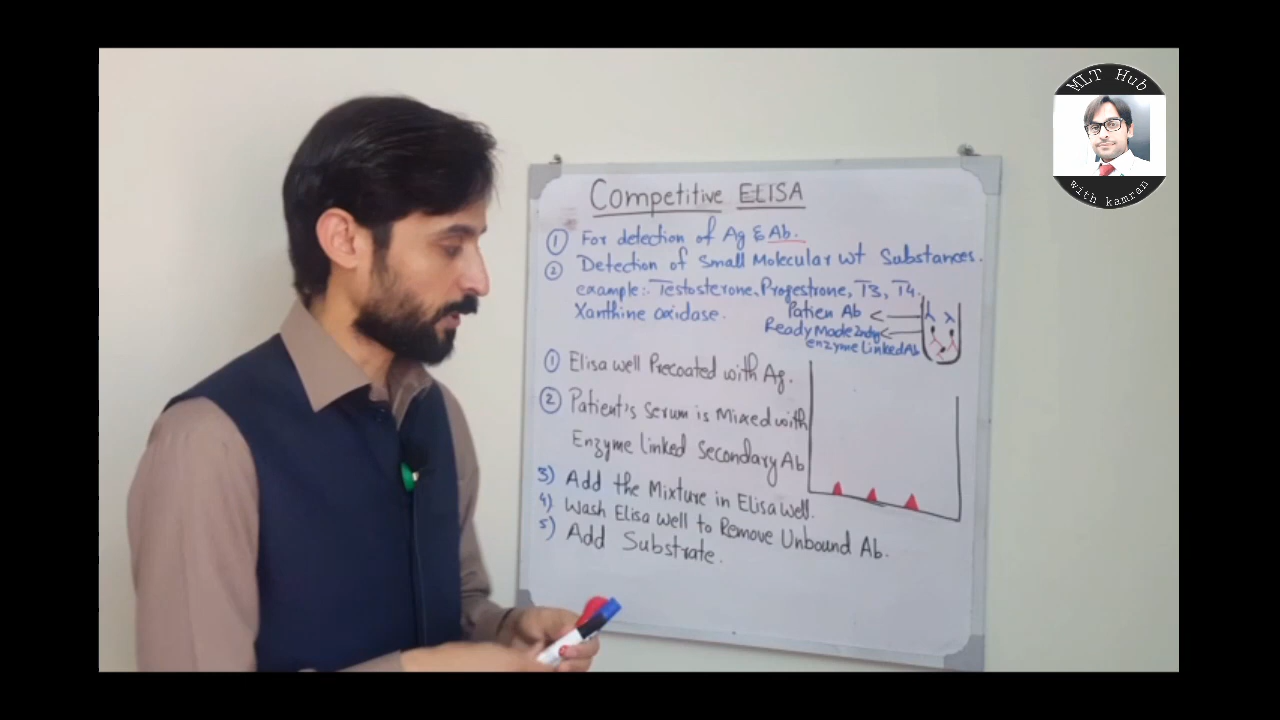 MLT Hub
with kamran
Competitive ELISA
1 For detection of Ag & Ab.
2 Detection of Small Molecular wt Substances.
example:- Testosterone, Progestrone, T3, T4.
Xanthine oxidase.
Patien Ab
Ready Made 2ndry
enzyme Linked Ab
1 Elisa well Precoated with Ag.
2 Patient's Serum is Mixed with
Enzyme Linked Secondary Ab
3) Add the Mixture in Elisa well.
4) Wash Elisa Well to Remove Unbound Ab.
5) Add Substrate.